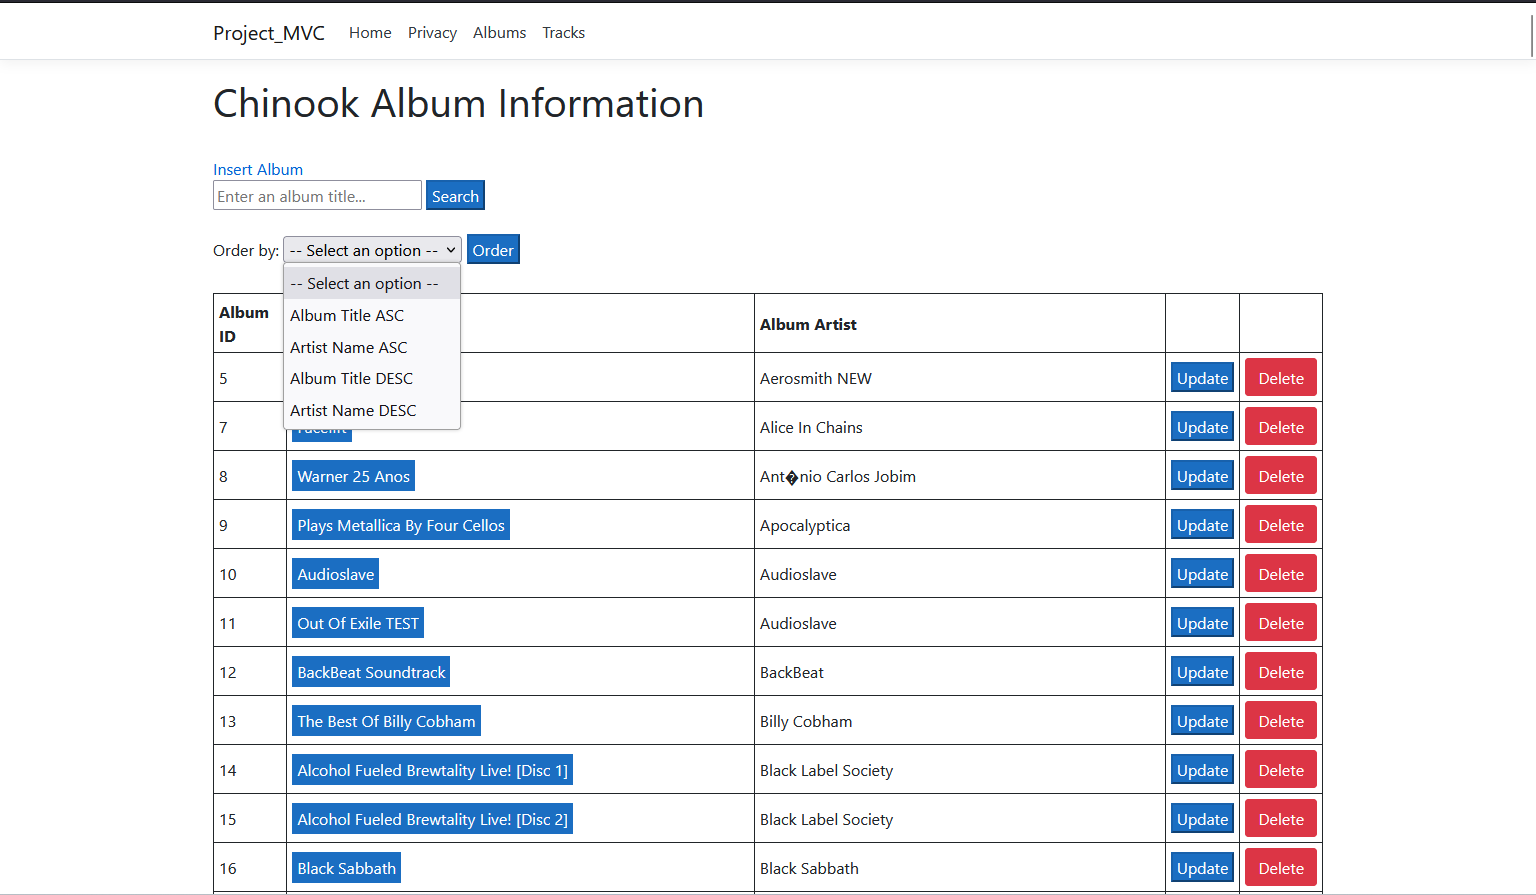 Project_MVC Home Privacy Albums Tracks
Chinook Album Information
Insert Album
Enter an album title... Search
Order by: -- Select an option -- Order
-- Select an option --
Album Title ASC
Artist Name ASC
Album Title DESC
Artist Name DESC
Album
ID
Album Artist
5 Aerosmith NEW Update Delete
7 Alice In Chains Update Delete
8 Warner 25 Anos Ant�nio Carlos Jobim Update Delete
9 Plays Metallica By Four Cellos Apocalyptica Update Delete
10 Audioslave Audioslave Update Delete
11 Out Of Exile TEST Audioslave Update Delete
12 BackBeat Soundtrack BackBeat Update Delete
13 The Best Of Billy Cobham Billy Cobham Update Delete
14 Alcohol Fueled Brewtality Live! [Disc 1] Black Label Society Update Delete
15 Alcohol Fueled Brewtality Live! [Disc 2] Black Label Society Update Delete
16 Black Sabbath Black Sabbath Update Delete